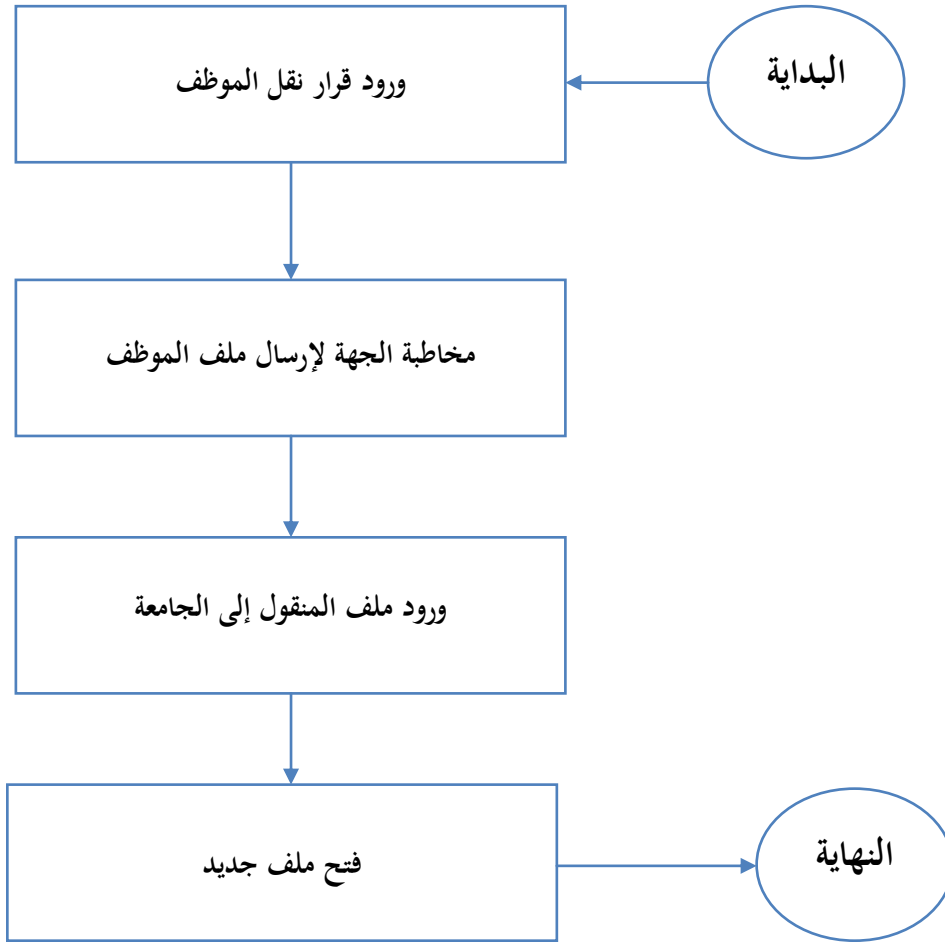 البداية
ورود قرار نقل الموظف
مخاطبة الجهة لإرسال ملف الموظف
ورود ملف المنقول إلى الجامعة
فتح ملف جديد
النهاية